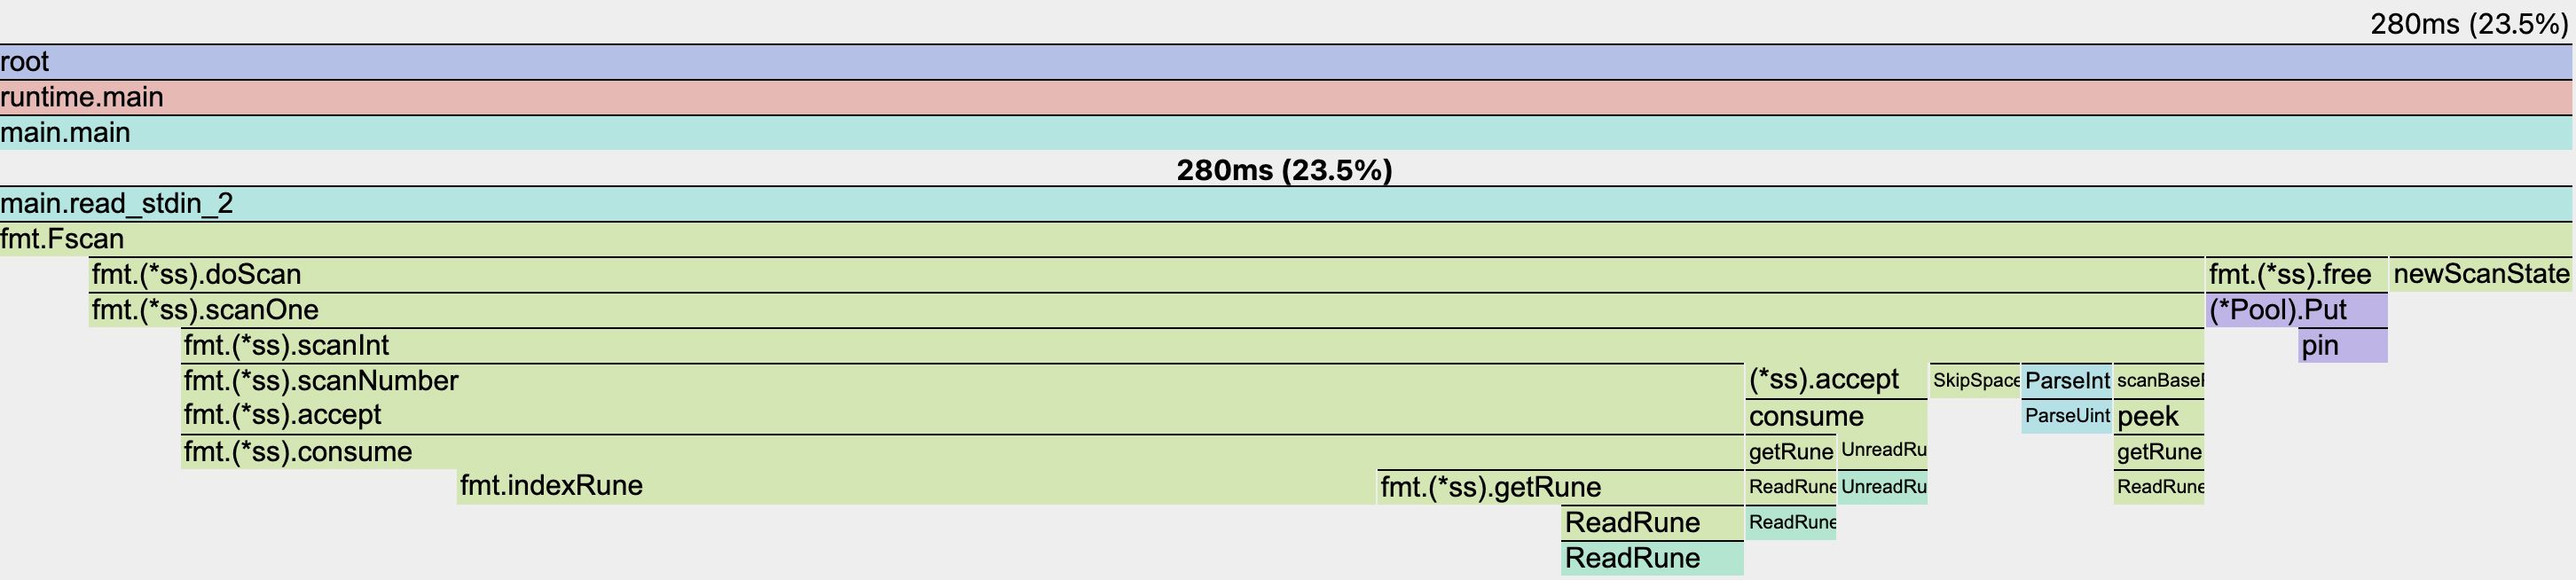 280ms (23.5%)
root
runtime.main
main.main
280ms (23.5%)
main.read_stdin_2
fmt.Fscan
fmt.(*ss).doScan fmt.(*ss).free newScanState
fmt.(*ss).scanOne (*Pool).Put
fmt.(*ss).scanInt pin
fmt.(*ss).scanNumber (*ss).accept SkipSpace ParseInt scanBase
fmt.(*ss).accept consume ParseUint peek
fmt.(*ss).consume getRune UnreadRu getRune
fmt.indexRune fmt.(*ss).getRune ReadRune UnreadRu ReadRune
ReadRune ReadRune
ReadRune